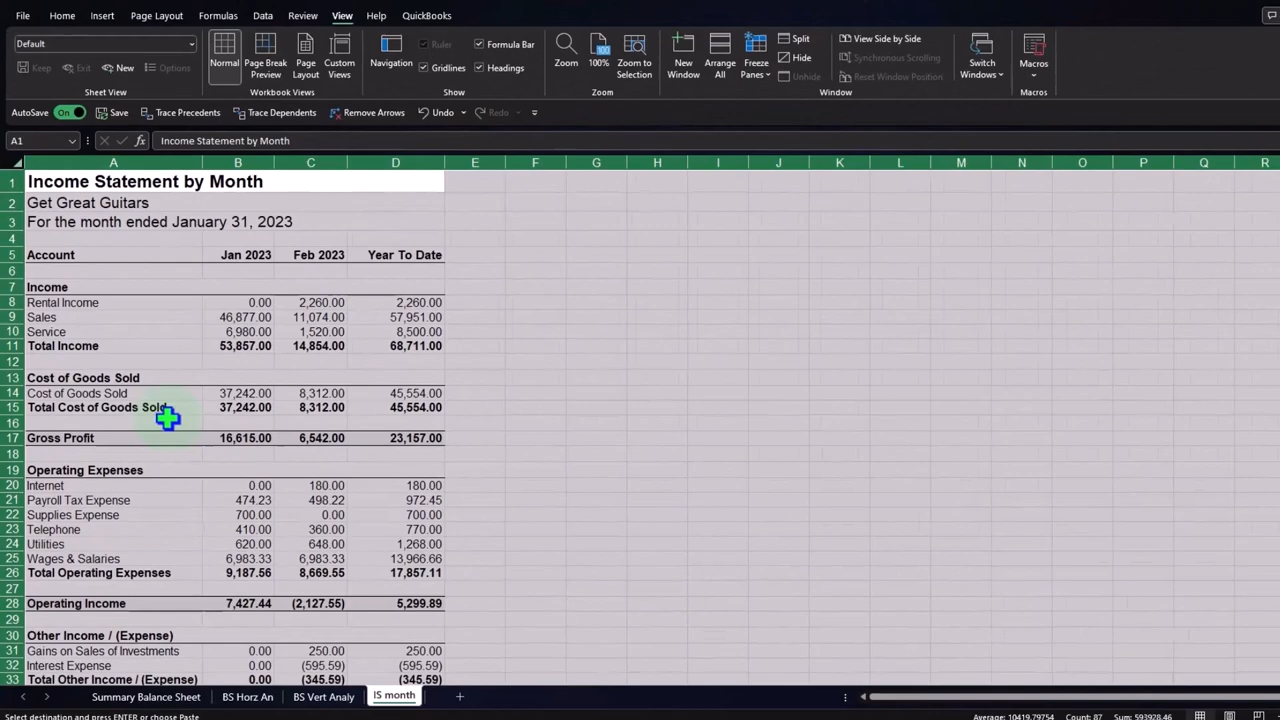 File Home Insert Page Layout Formulas Data Review View Help QuickBooks
Default
Keep Exit New Options
Sheet View
Normal Page Break Preview Page Layout Custom Views
Workbook Views
Navigation Ruler Formula Bar
Gridlines Headings
Show
Zoom 100% Zoom to Selection
Zoom
New Window Arrange All Freeze Panes Split View Side by Side
Hide Synchronous Scrolling
Unhide Reset Window Position
Window
Switch Windows Macros
Macros
AutoSave On Save Trace Precedents Trace Dependents Remove Arrows Undo Redo
A1 fx Income Statement by Month
A B C D E F G H I J K L M N O P Q R
1 Income Statement by Month
2 Get Great Guitars
3 For the month ended January 31, 2023
4
5 Account Jan 2023 Feb 2023 Year To Date
6
7 Income
8 Rental Income 0.00 2,260.00 2,260.00
9 Sales 46,877.00 11,074.00 57,951.00
10 Service 6,980.00 1,520.00 8,500.00
11 Total Income 53,857.00 14,854.00 68,711.00
12
13 Cost of Goods Sold
14 Cost of Goods Sold 37,242.00 8,312.00 45,554.00
15 Total Cost of Goods Sold 37,242.00 8,312.00 45,554.00
16
17 Gross Profit 16,615.00 6,542.00 23,157.00
18
19 Operating Expenses
20 Internet 0.00 180.00 180.00
21 Payroll Tax Expense 474.23 498.22 972.45
22 Supplies Expense 700.00 0.00 700.00
23 Telephone 410.00 360.00 770.00
24 Utilities 620.00 648.00 1,268.00
25 Wages & Salaries 6,983.33 6,983.33 13,966.66
26 Total Operating Expenses 9,187.56 8,669.55 17,857.11
27
28 Operating Income 7,427.44 (2,127.55) 5,299.89
29
30 Other Income / (Expense)
31 Gains on Sales of Investments 0.00 250.00 250.00
32 Interest Expense 0.00 (595.59) (595.59)
33 Total Other Income / (Expense) 0.00 (345.59) (345.59)
Summary Balance Sheet BS Horz An BS Vert Analy IS month
Select destination and press ENTER or choose Paste Average: 10419.79754 Count: 87 Sum: 593928.46